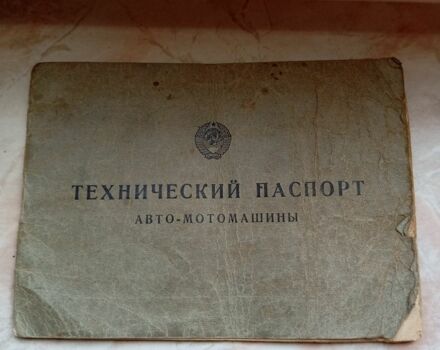 ТЕХНИЧЕСКИЙ ПАСПОРТ
АВТО-МОТОМАШИНЫ